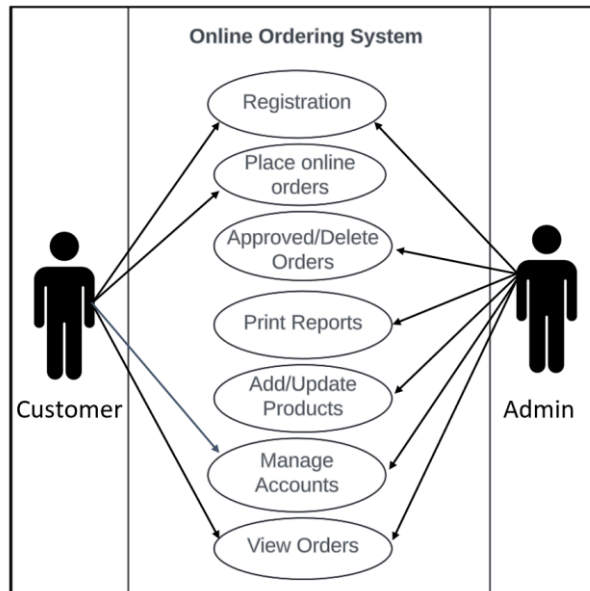 Online Ordering System
Registration
Place online
orders
Approved/Delete
Orders
Print Reports
Add/Update
Products
Manage
Accounts
View Orders
Customer
Admin